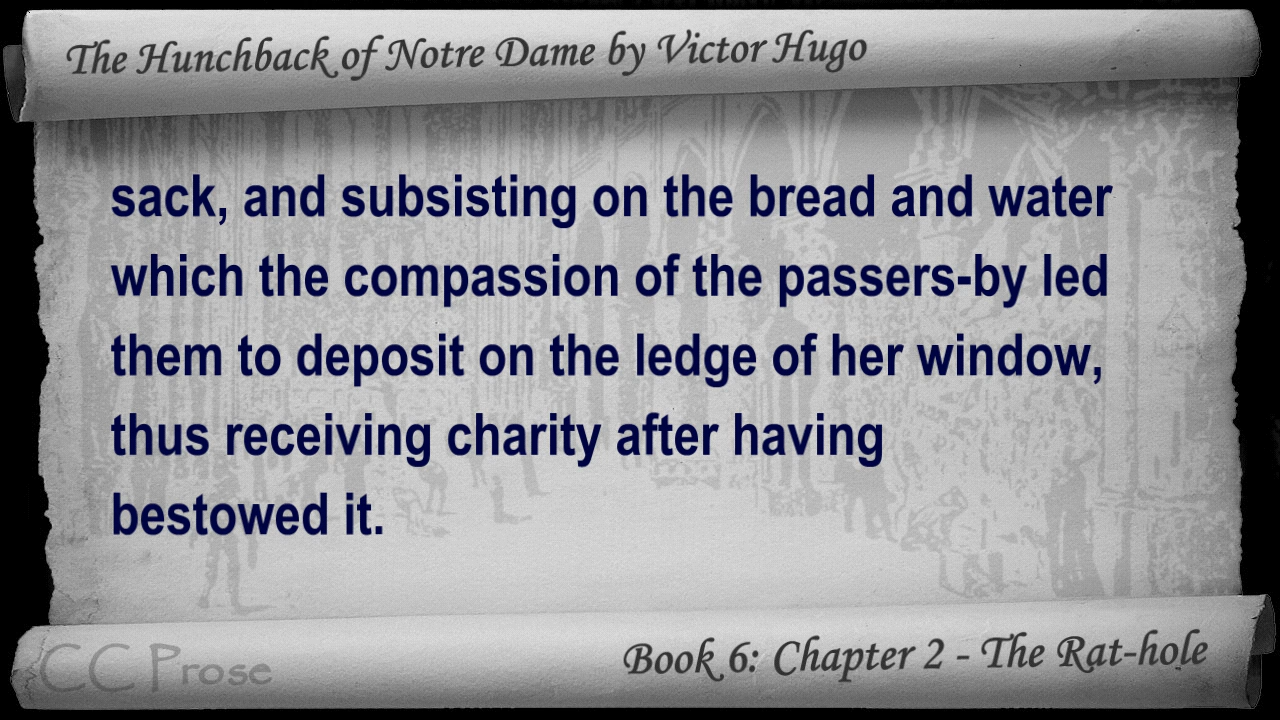 The Hunchback of Notre Dame by Victor Hugo
sack, and subsisting on the bread and water
which the compassion of the passers-by led
them to deposit on the ledge of her window,
thus receiving charity after having
bestowed it.
CC Prose
Book 6: Chapter 2 - The Rat-hole